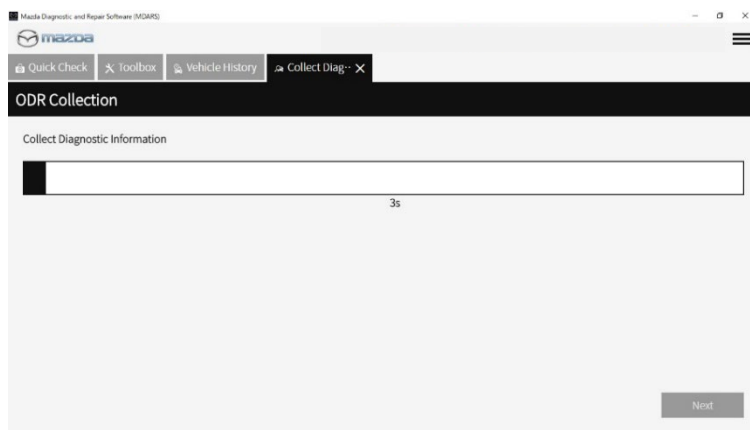 Mazda Diagnostic and Repair Software (MDARS)
mazda
Quick Check Toolbox Vehicle History Collect Diag··
ODR Collection
Collect Diagnostic Information
3s
Next